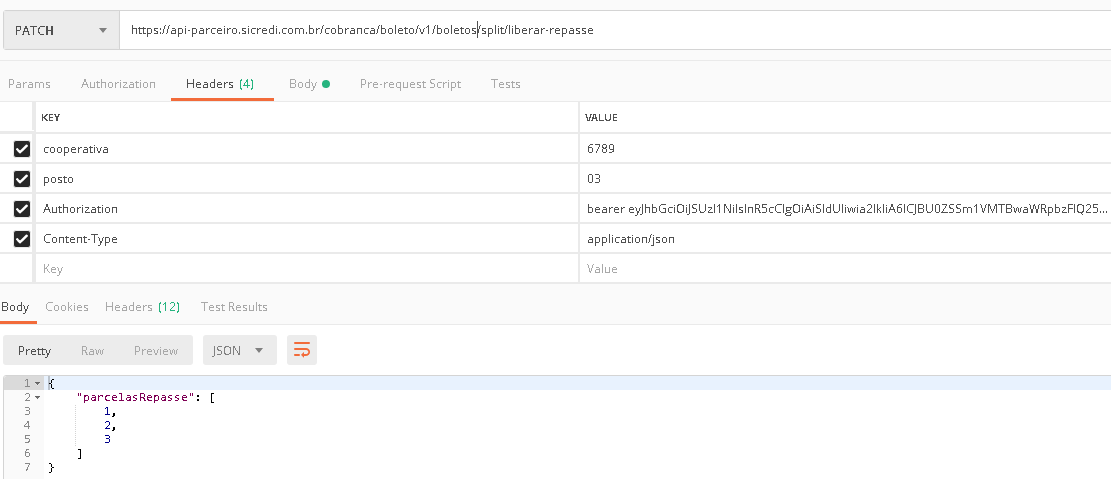 PATCH https://api-parceiro.sicredi.com.br/cobranca/boleto/v1/boletos/split/liberar-repasse
Params Authorization Headers (4) Body Pre-request Script Tests
KEY VALUE
cooperativa 6789
posto 03
Authorization bearer
Content-Type application/json
Key Value
Body Cookies Headers (12) Test Results
Pretty Raw Preview JSON
1 {
2 "parcelasRepasse": [
3 1,
4 2,
5 3
6 ]
7 }